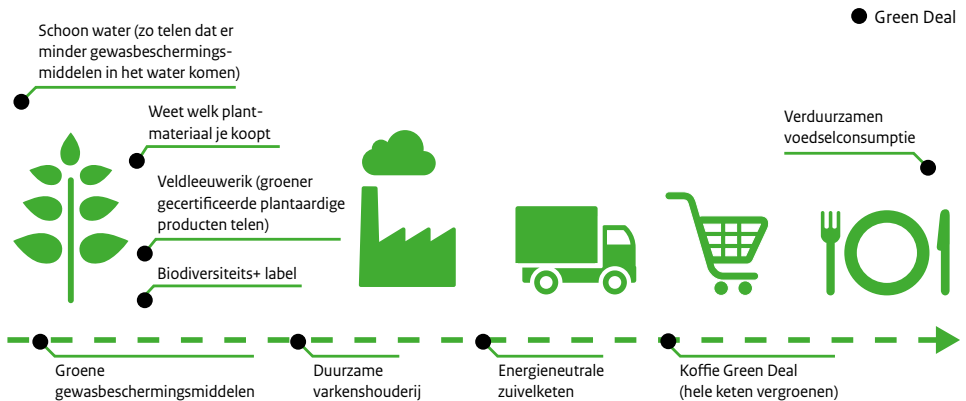 Green Deal
Schoon water (zo telen dat er
minder gewasbeschermings-
middelen in het water komen)
Weet welk plant-
materiaal je koopt
Veldleeuwerik (groener
gecertificeerde plantaardige
producten telen)
Biodiversiteits+ label
Verduurzamen
voedselconsumptie
Groene
gewasbeschermingsmiddelen
Duurzame
varkenshouderij
Energieneutrale
zuivelketen
Koffie Green Deal
(hele keten vergroenen)